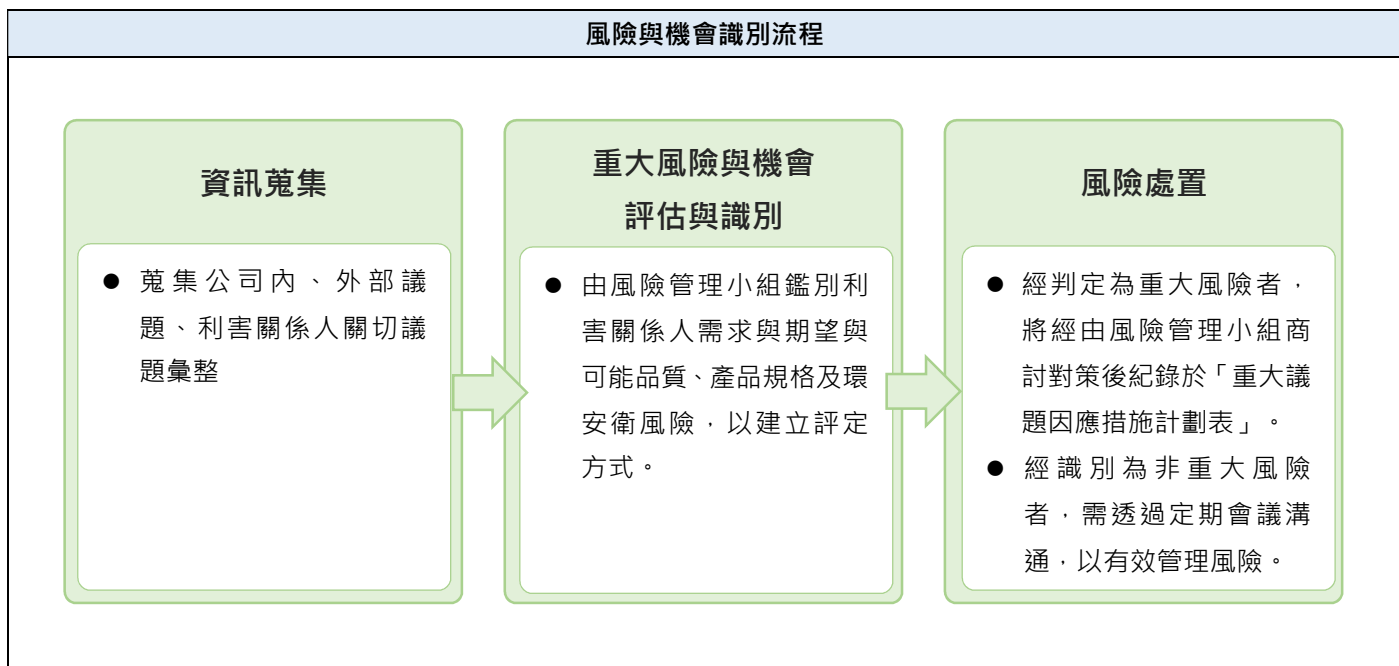 風險與機會識別流程
資訊蒐集
● 蒐集公司內、外部議
題、利害關係人關切議
題彙整
重大風險與機會
評估與識別
● 由風險管理小組鑑別利
害關係人需求與期望與
可能品質、產品規格及環
安衛風險，以建立評定
方式。
風險處置
● 經判定為重大風險者，
將經由風險管理小組商
討對策後紀錄於「重大議
題因應措施計劃表」。
● 經識別為非重大風險
者，需透過定期會議溝
通，以有效管理風險。